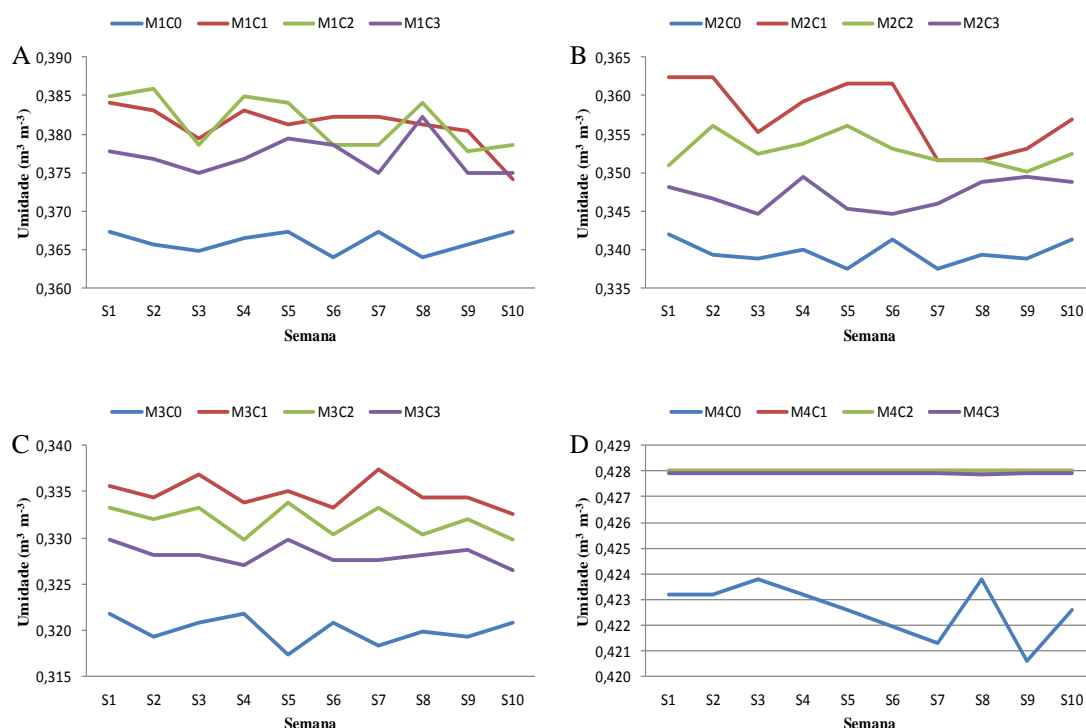 M1C0 M1C1 M1C2 M1C3
A
0,390
0,385
0,380
0,375
0,370
0,365
0,360
Umidade (m³ m⁻³)
S1 S2 S3 S4 S5 S6 S7 S8 S9 S10
Semana
M2C0 M2C1 M2C2 M2C3
B
0,365
0,360
0,355
0,350
0,345
0,340
0,335
Umidade (m³ m⁻³)
S1 S2 S3 S4 S5 S6 S7 S8 S9 S10
Semana
M3C0 M3C1 M3C2 M3C3
C
0,340
0,335
0,330
0,325
0,320
0,315
Umidade (m³ m⁻³)
S1 S2 S3 S4 S5 S6 S7 S8 S9 S10
Semana
M4C0 M4C1 M4C2 M4C3
D
0,429
0,428
0,427
0,426
0,425
0,424
0,423
0,422
0,421
0,420
Umidade (m³ m⁻³)
S1 S2 S3 S4 S5 S6 S7 S8 S9 S10
Semana